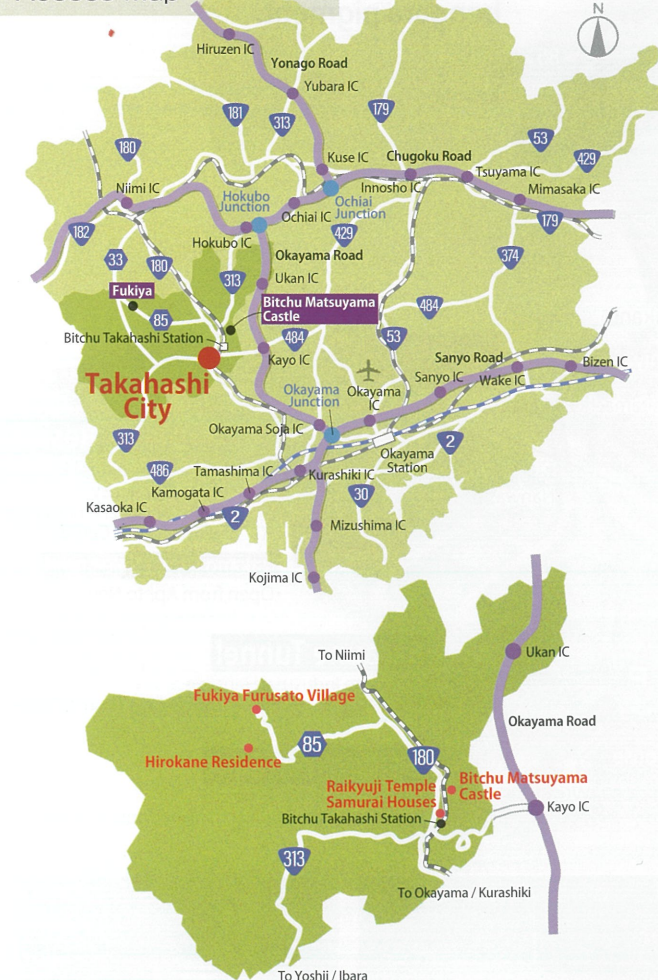 Access Map
N
Hiruzen IC
Yonago Road
Yubara IC
181
313
179
180
53
429
Kuse IC
Chugoku Road
Tsuyama IC
Niimi IC
Innosho IC
Mimasaka IC
Hokubo
Junction
Ochiai
Junction
Ochiai IC
179
182
Hokubo IC
429
33
180
Okayama Road
374
313
Ukan IC
Fukiya
Bitchu Matsuyama
Castle
484
85
Bitchu Takahashi Station
484
53
Kayo IC
Sanyo Road
Bizen IC
Takahashi
City
Sanyo IC
Wake IC
Okayama
Junction
Okayama
IC
Okayama Soja IC
313
2
Okayama
Station
486
Tamashima IC
Kurashiki IC
Kamogata IC
30
Kasaoka IC
2
Mizushima IC
Kojima IC
To Niimi
Ukan IC
Fukiya Furusato Village
Okayama Road
85
180
Hirokane Residence
Bitchu Matsuyama
Castle
Raikyuji Temple
Samurai Houses
Kayo IC
Bitchu Takahashi Station
313
To Okayama / Kurashiki
To Yoshii / Ibara